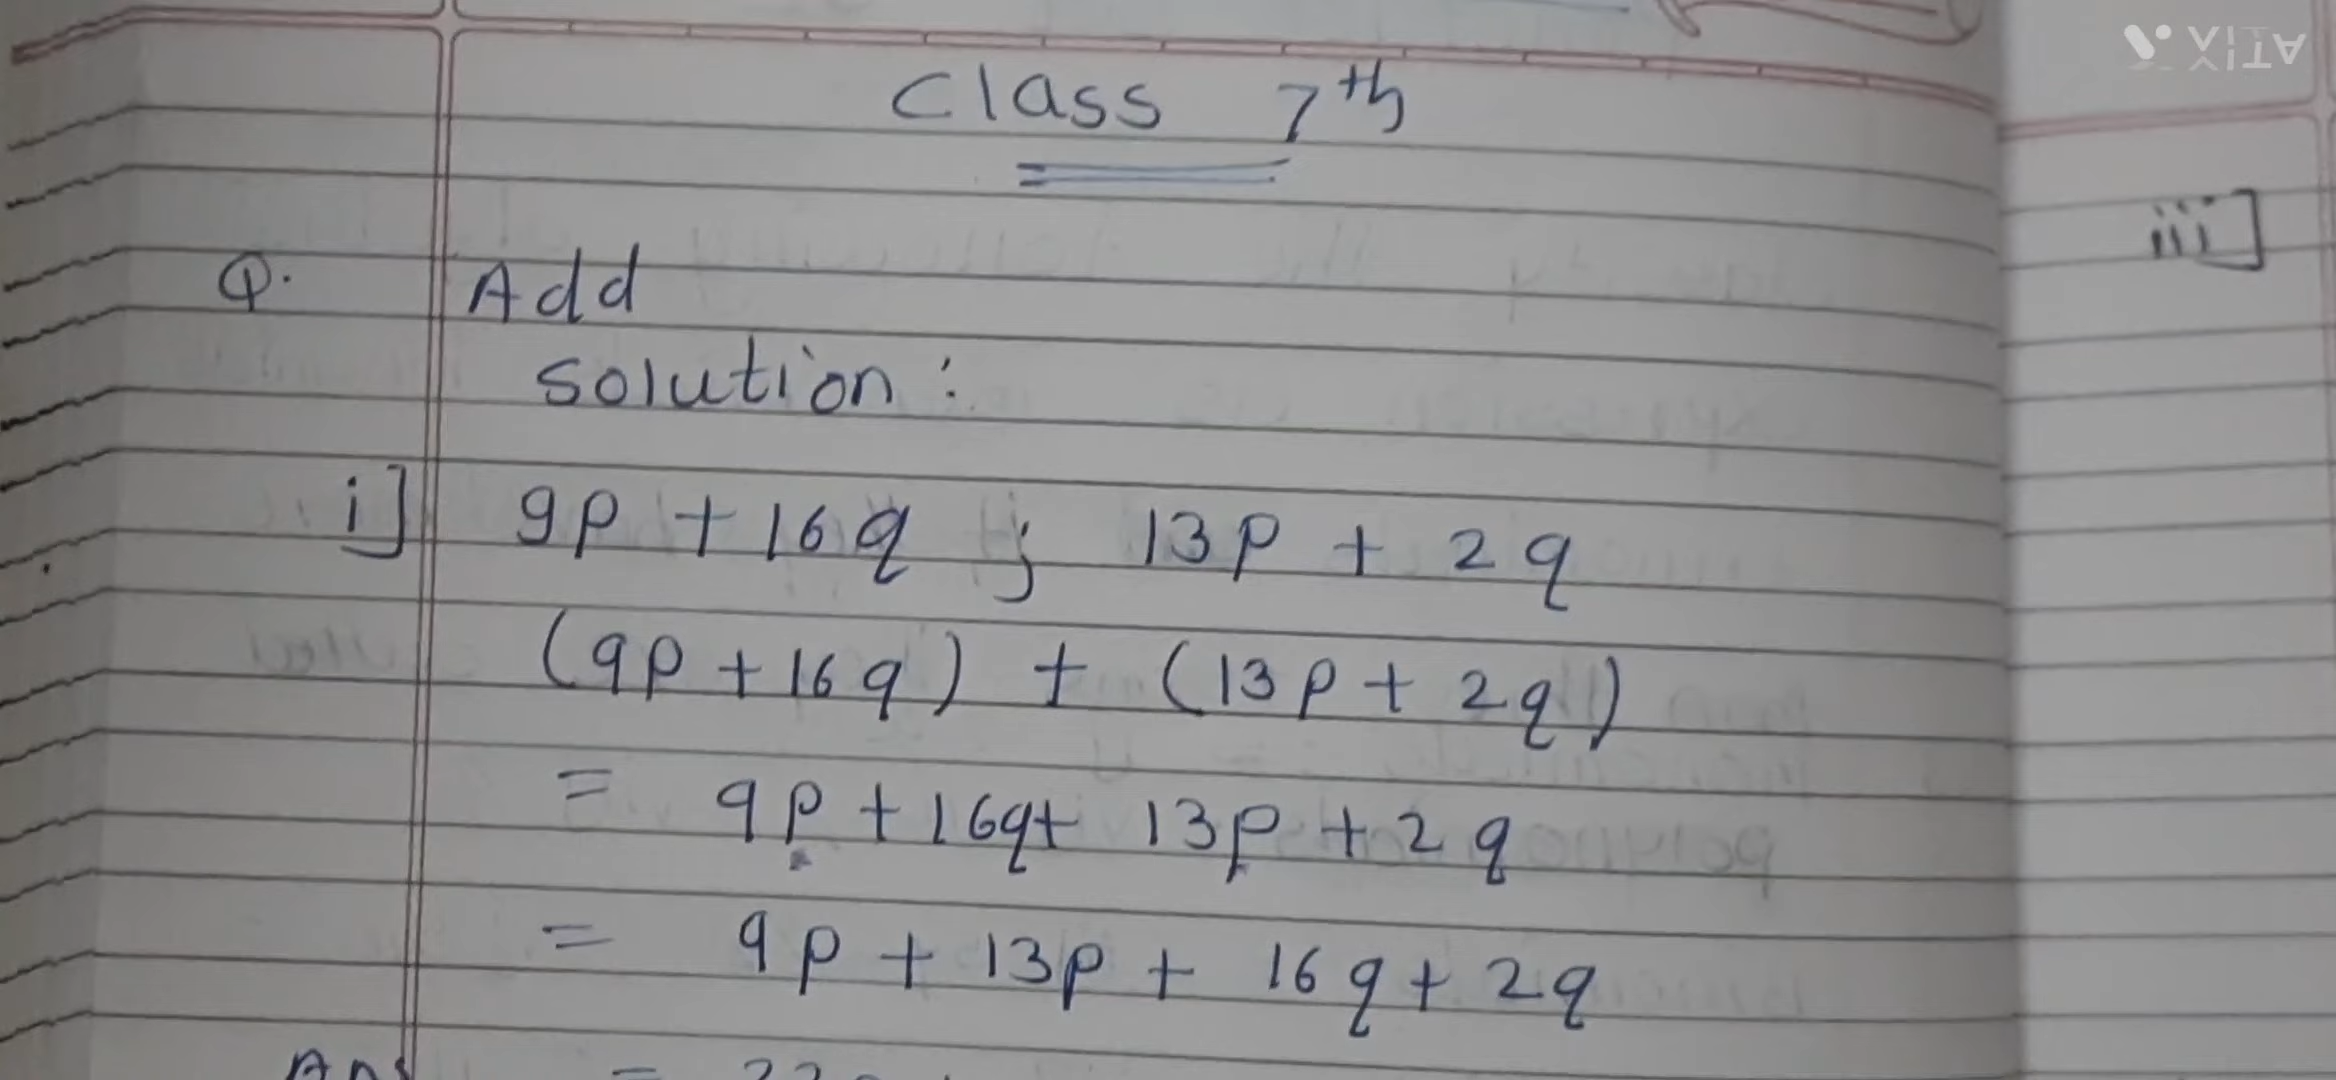 XITA
Class 7th
iii]
Q. Add
solution:
i] 9p + 16q ; 13p + 2q
(9p + 16q) + (13p + 2q)
= 9p + 16q + 13p + 2q
= 9p + 13p + 16q + 2q